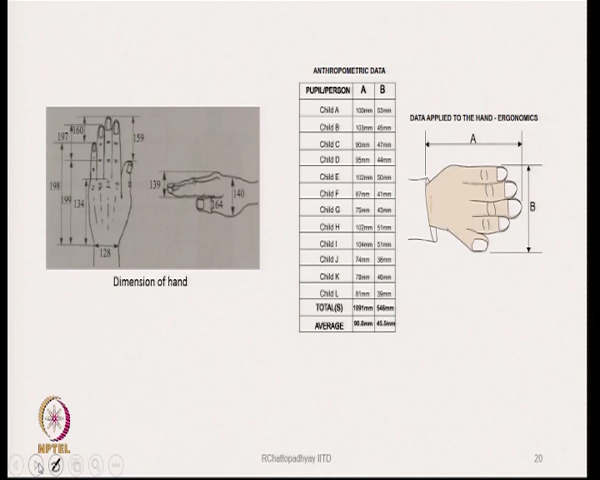 ANTHROPOMETRIC DATA
PUPIL/PERSON A B
Child A 100mm 53mm
Child B 103mm 45mm
Child C 90mm 47mm
Child D 95mm 44mm
Child E 102mm 50mm
Child F 87mm 41mm
Child G 75mm 43mm
Child H 102mm 51mm
Child I 104mm 51mm
Child J 74mm 36mm
Child K 78mm 46mm
Child L 81mm 39mm
TOTAL(S) 1091mm 546mm
AVERAGE 90.8mm 45.5mm
DATA APPLIED TO THE HAND - ERGONOMICS
A
B
160
197
159
198
199
134
128
139
164
140
Dimension of hand
NPTEL
RChattopadhyay IITD
20